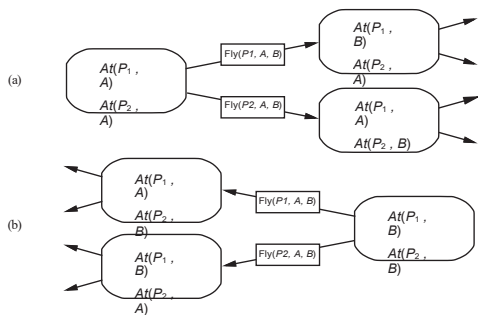 (a)
At(P1 ,
A)
At(P2 ,
A)
Fly(P1, A, B)
Fly(P2, A, B)
At(P1 ,
B)
At(P2 ,
A)
At(P1 ,
A)
At(P2 , B)
(b)
At(P1 ,
A)
At(P2 ,
B)
At(P1 ,
B)
At(P2 ,
A)
Fly(P1, A, B)
Fly(P2, A, B)
At(P1 ,
B)
At(P2 ,
B)